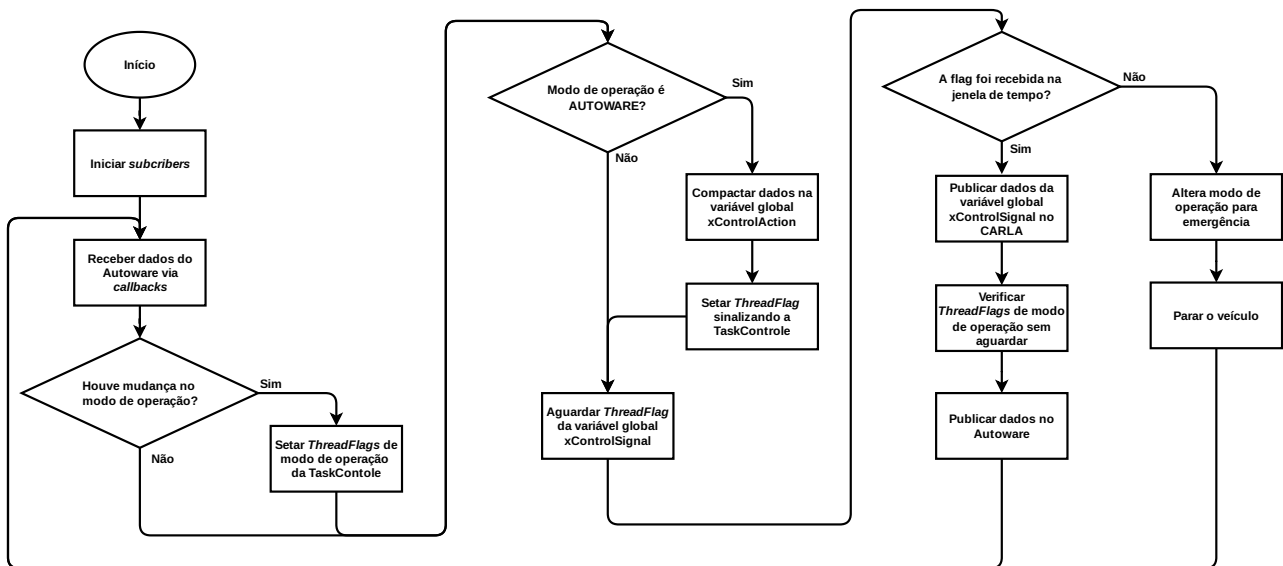 Início
Iniciar subcribers
Receber dados do
Autoware via
callbacks
Houve mudança no
modo de operação?
Sim
Não
Setar ThreadFlags de
modo de operação
da TaskContole
Modo de operação é
AUTOWARE?
Sim
Não
Compactar dados na
variável global
xControlAction
Setar ThreadFlag
sinalizando a
TaskControle
Aguardar ThreadFlag
da variável global
xControlSignal
A flag foi recebida na
jenela de tempo?
Não
Sim
Publicar dados da
variável global
xControlSignal no
CARLA
Verificar
ThreadFlags de modo
de operação sem
aguardar
Publicar dados no
Autoware
Altera modo de
operação para
emergência
Parar o veículo